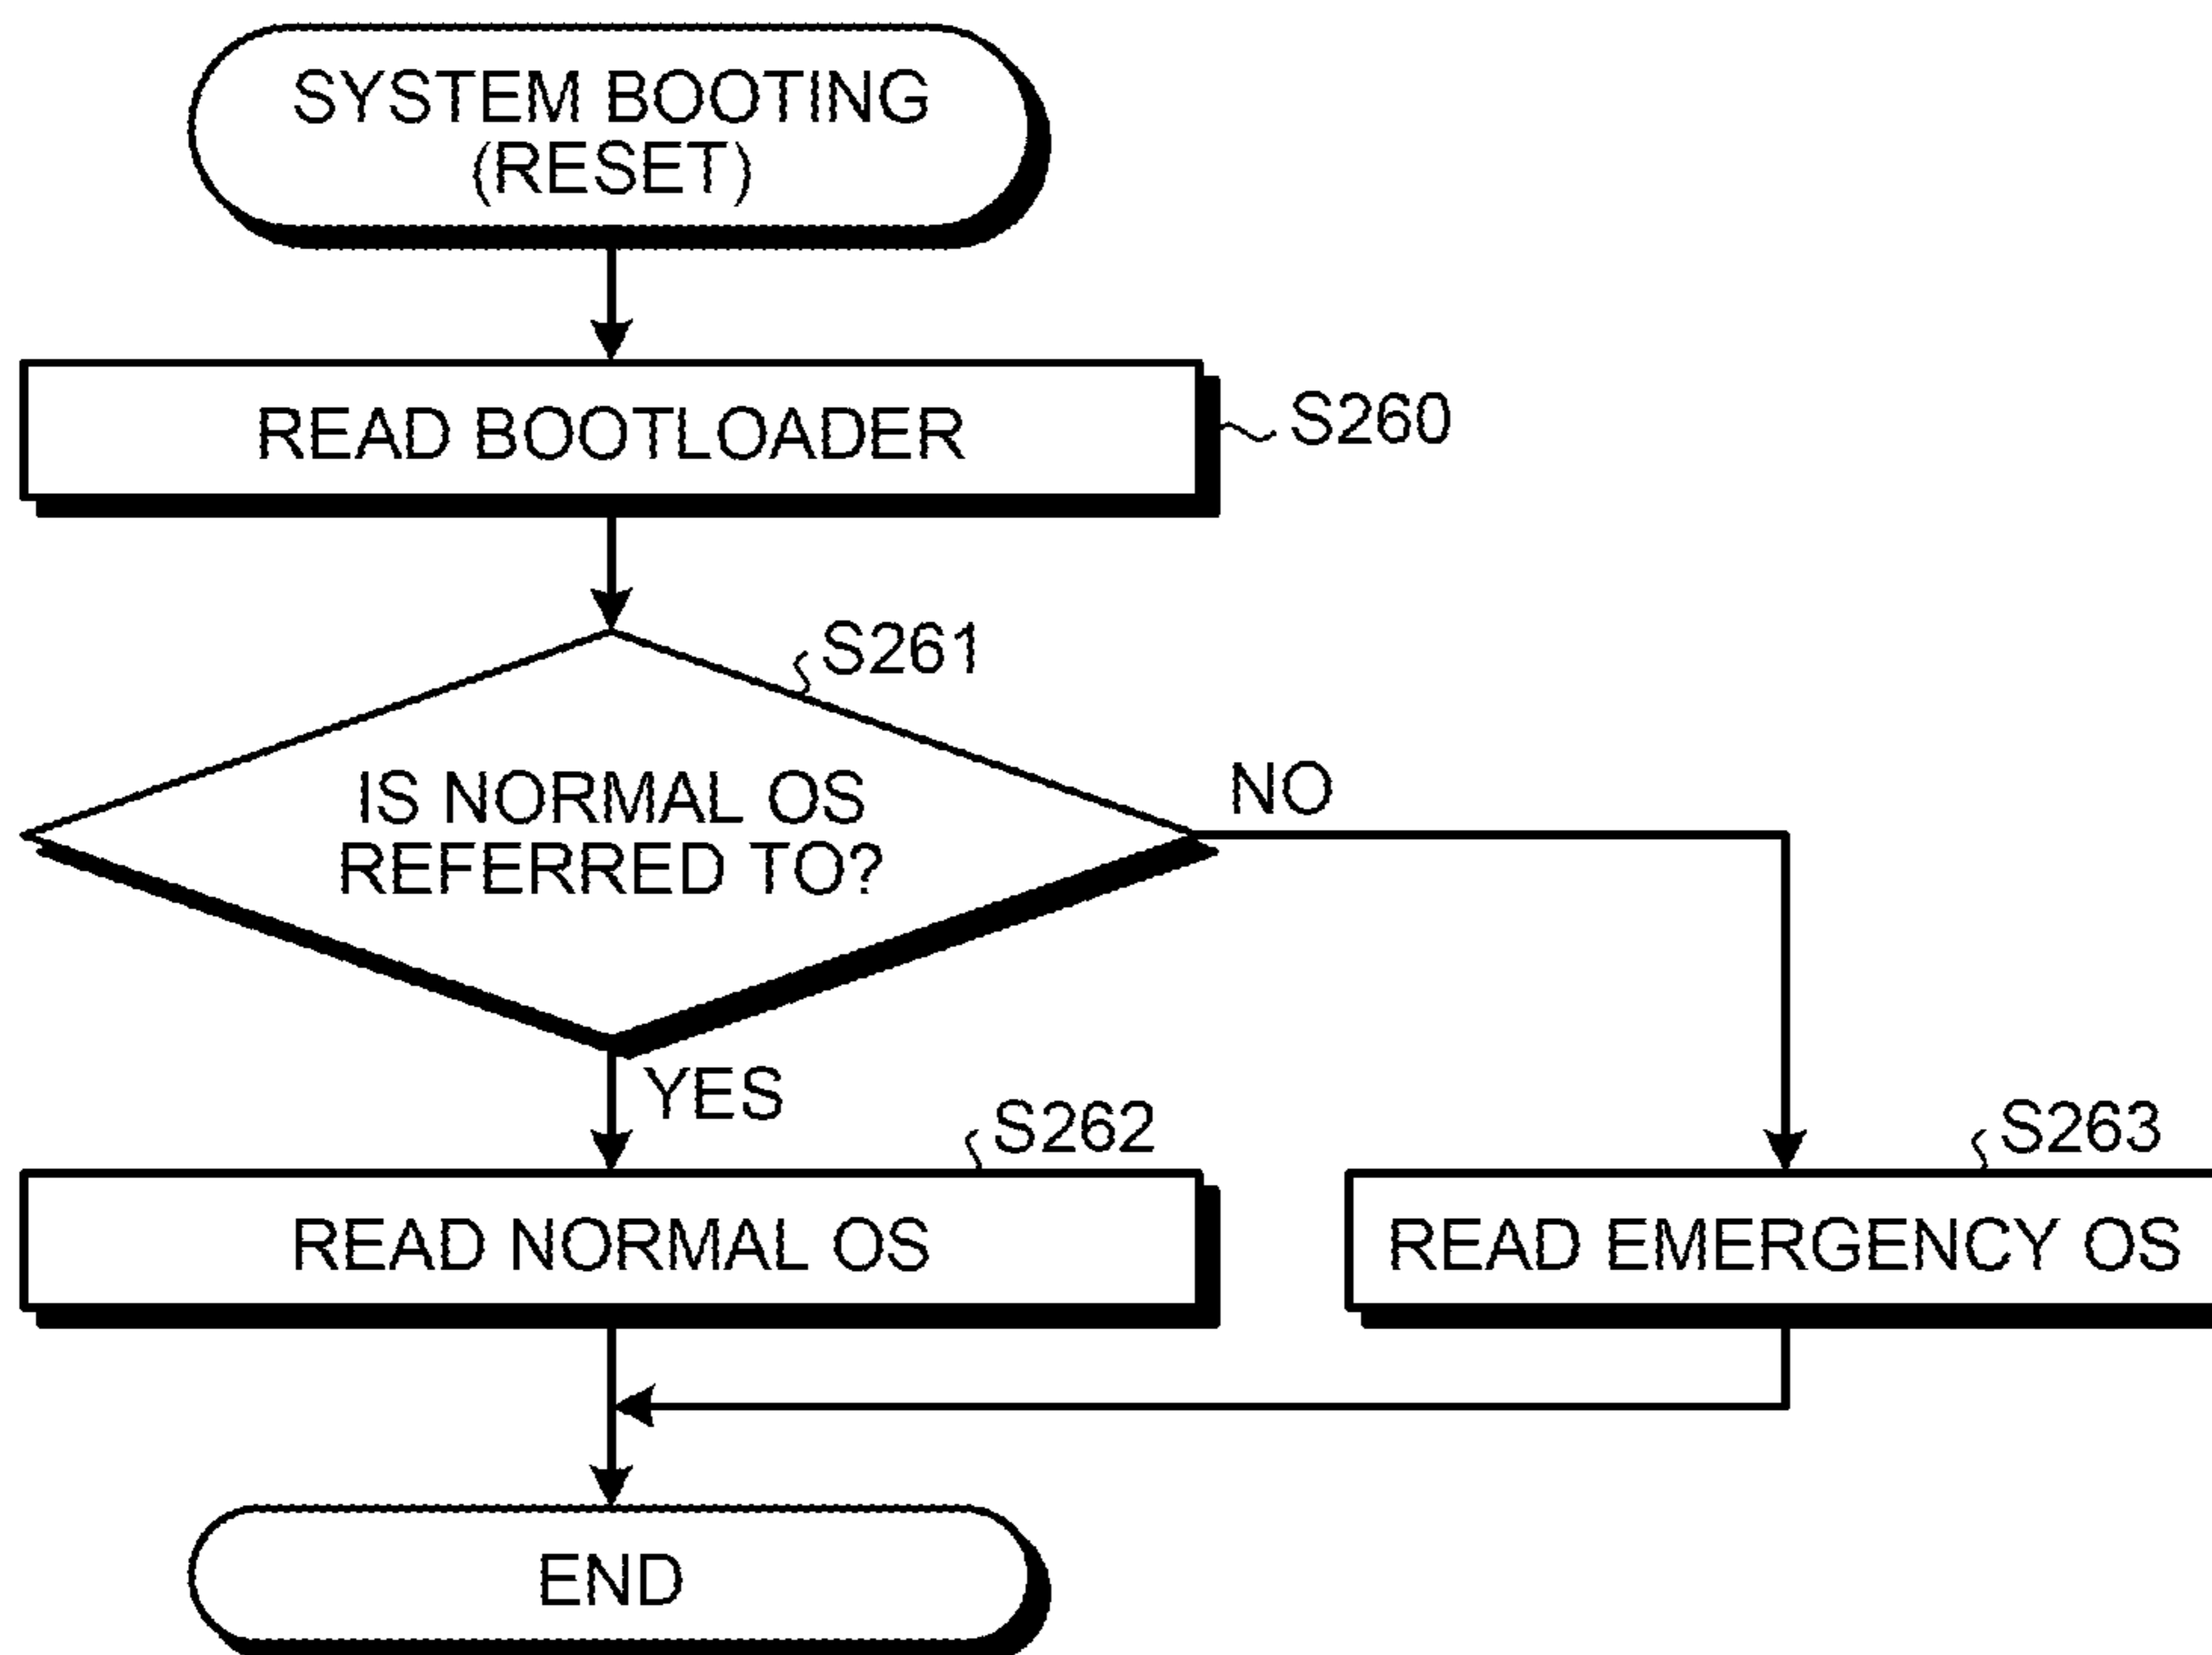 SYSTEM BOOTING
(RESET)
READ BOOTLOADER
S260
S261
IS NORMAL OS
REFERRED TO?
NO
YES
S262
READ NORMAL OS
S263
READ EMERGENCY OS
END